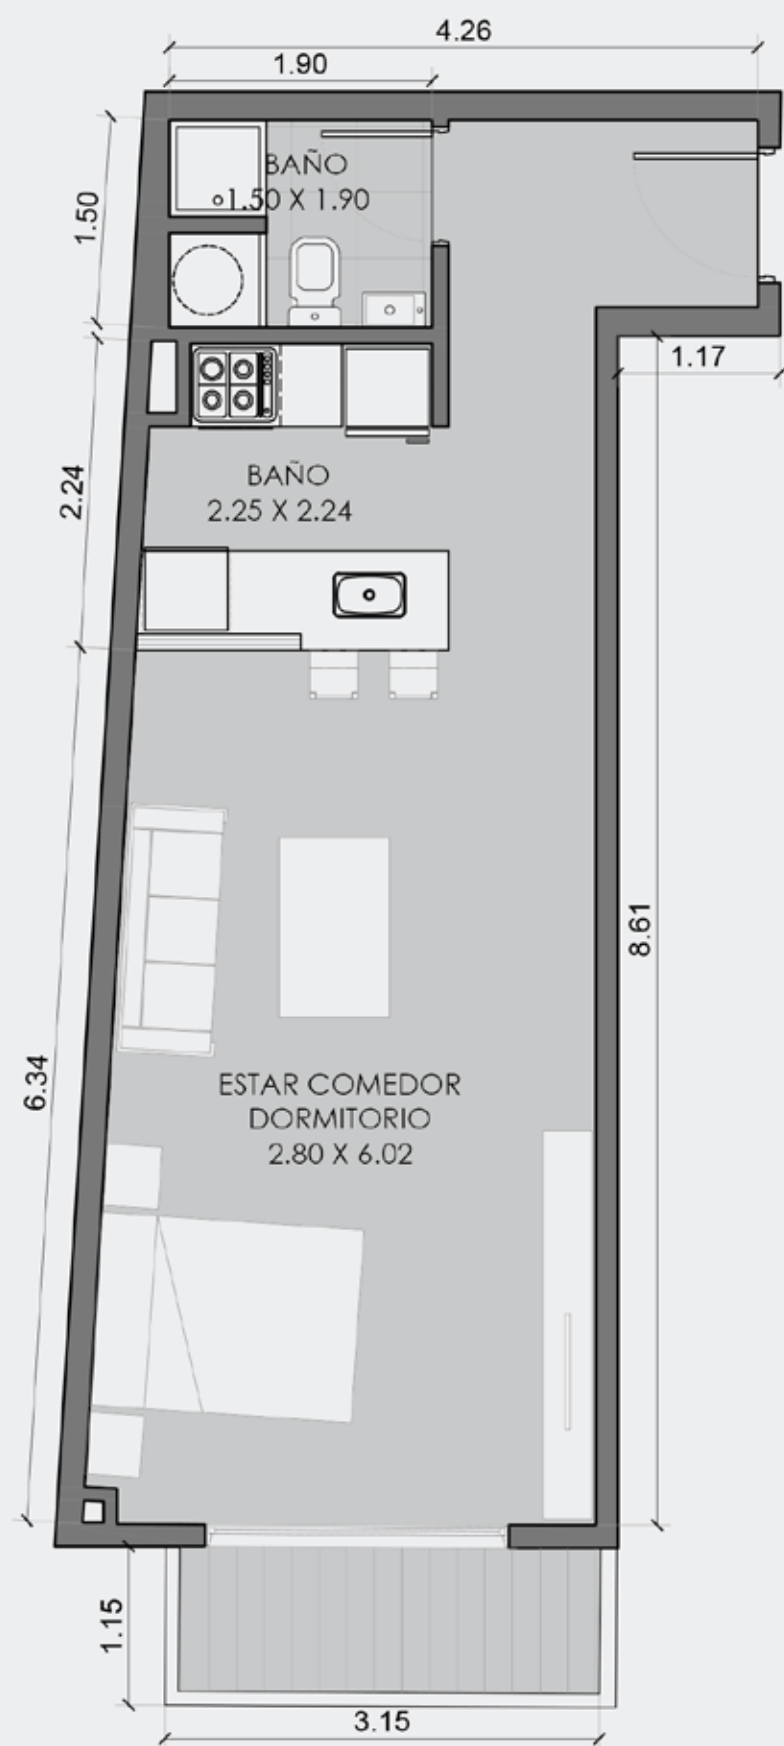 4.26
1.90
BAÑO
1.50 X 1.90
1.50
1.17
2.24
BAÑO
2.25 X 2.24
8.61
6.34
ESTAR COMEDOR
DORMITORIO
2.80 X 6.02
1.15
3.15